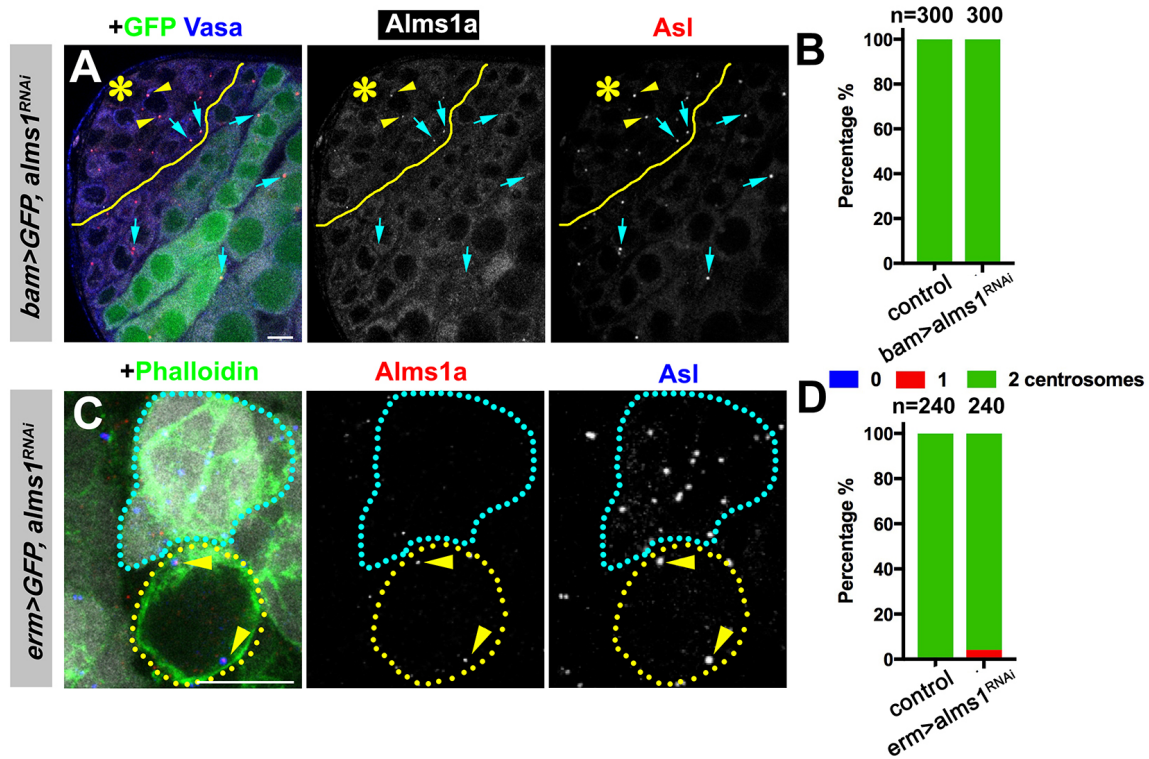 +GFP Vasa
Alms1a
Asl
bam>GFP, alms1RNAi
A
*
B
n=300 300
Percentage %
100
80
60
40
20
0
control
bam>alms1RNAi
+Phalloidin
Alms1a
Asl
erm>GFP, alms1RNAi
C
0 1 2 centrosomes
D
n=240 240
Percentage %
100
80
60
40
20
0
control
erm>alms1RNAi